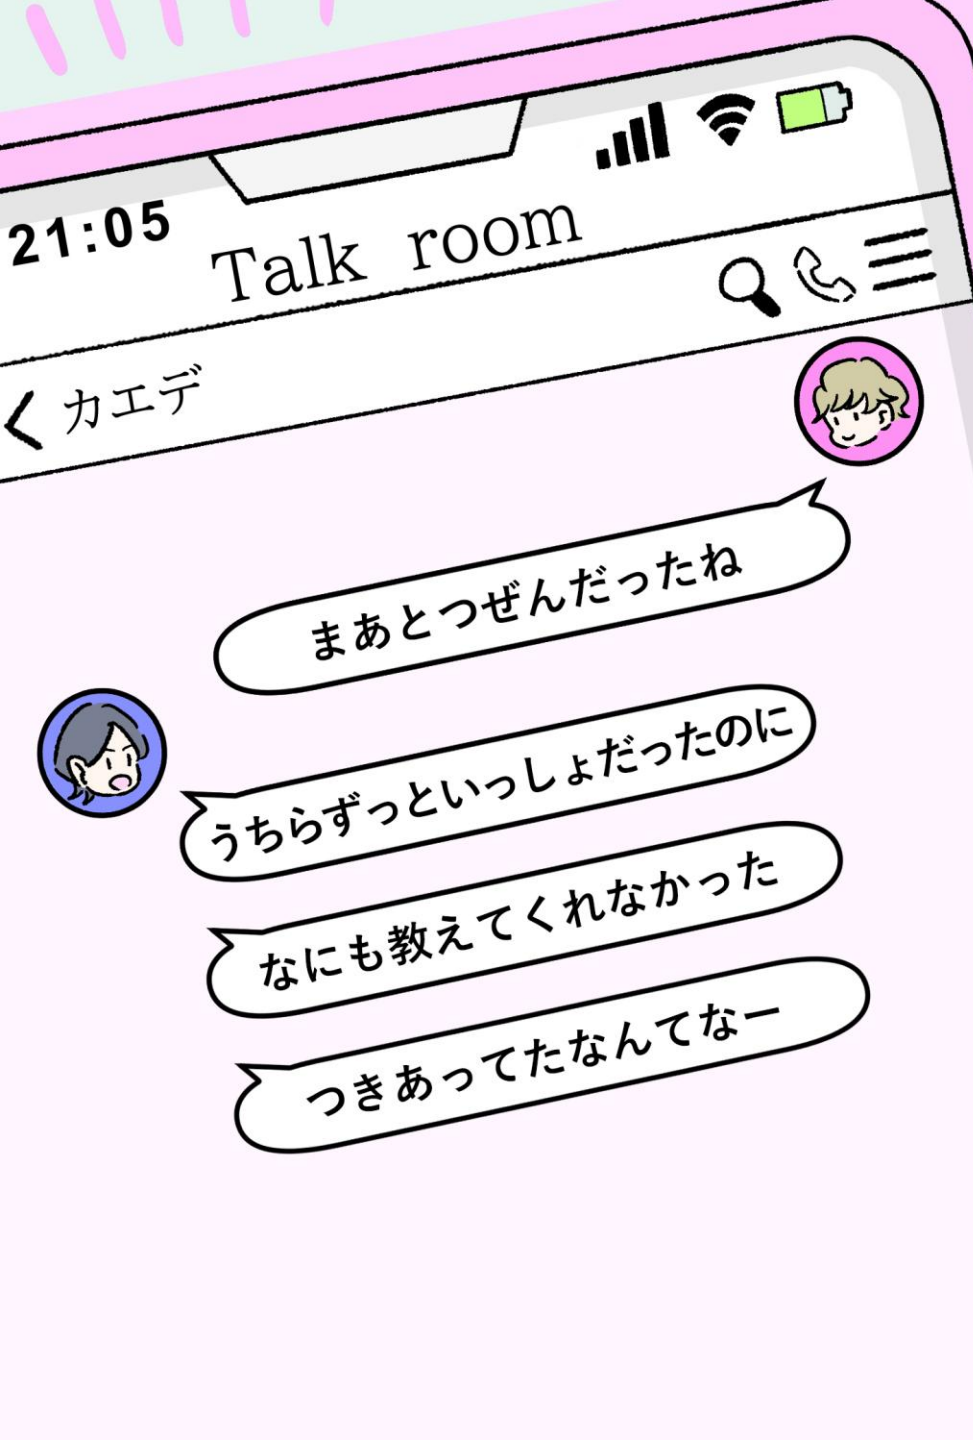 21:05
Talk room
カエデ
まあとつぜんだったね
うちらずっといっしょだったのに
なにも教えてくれなかった
つきあってたなんてなー